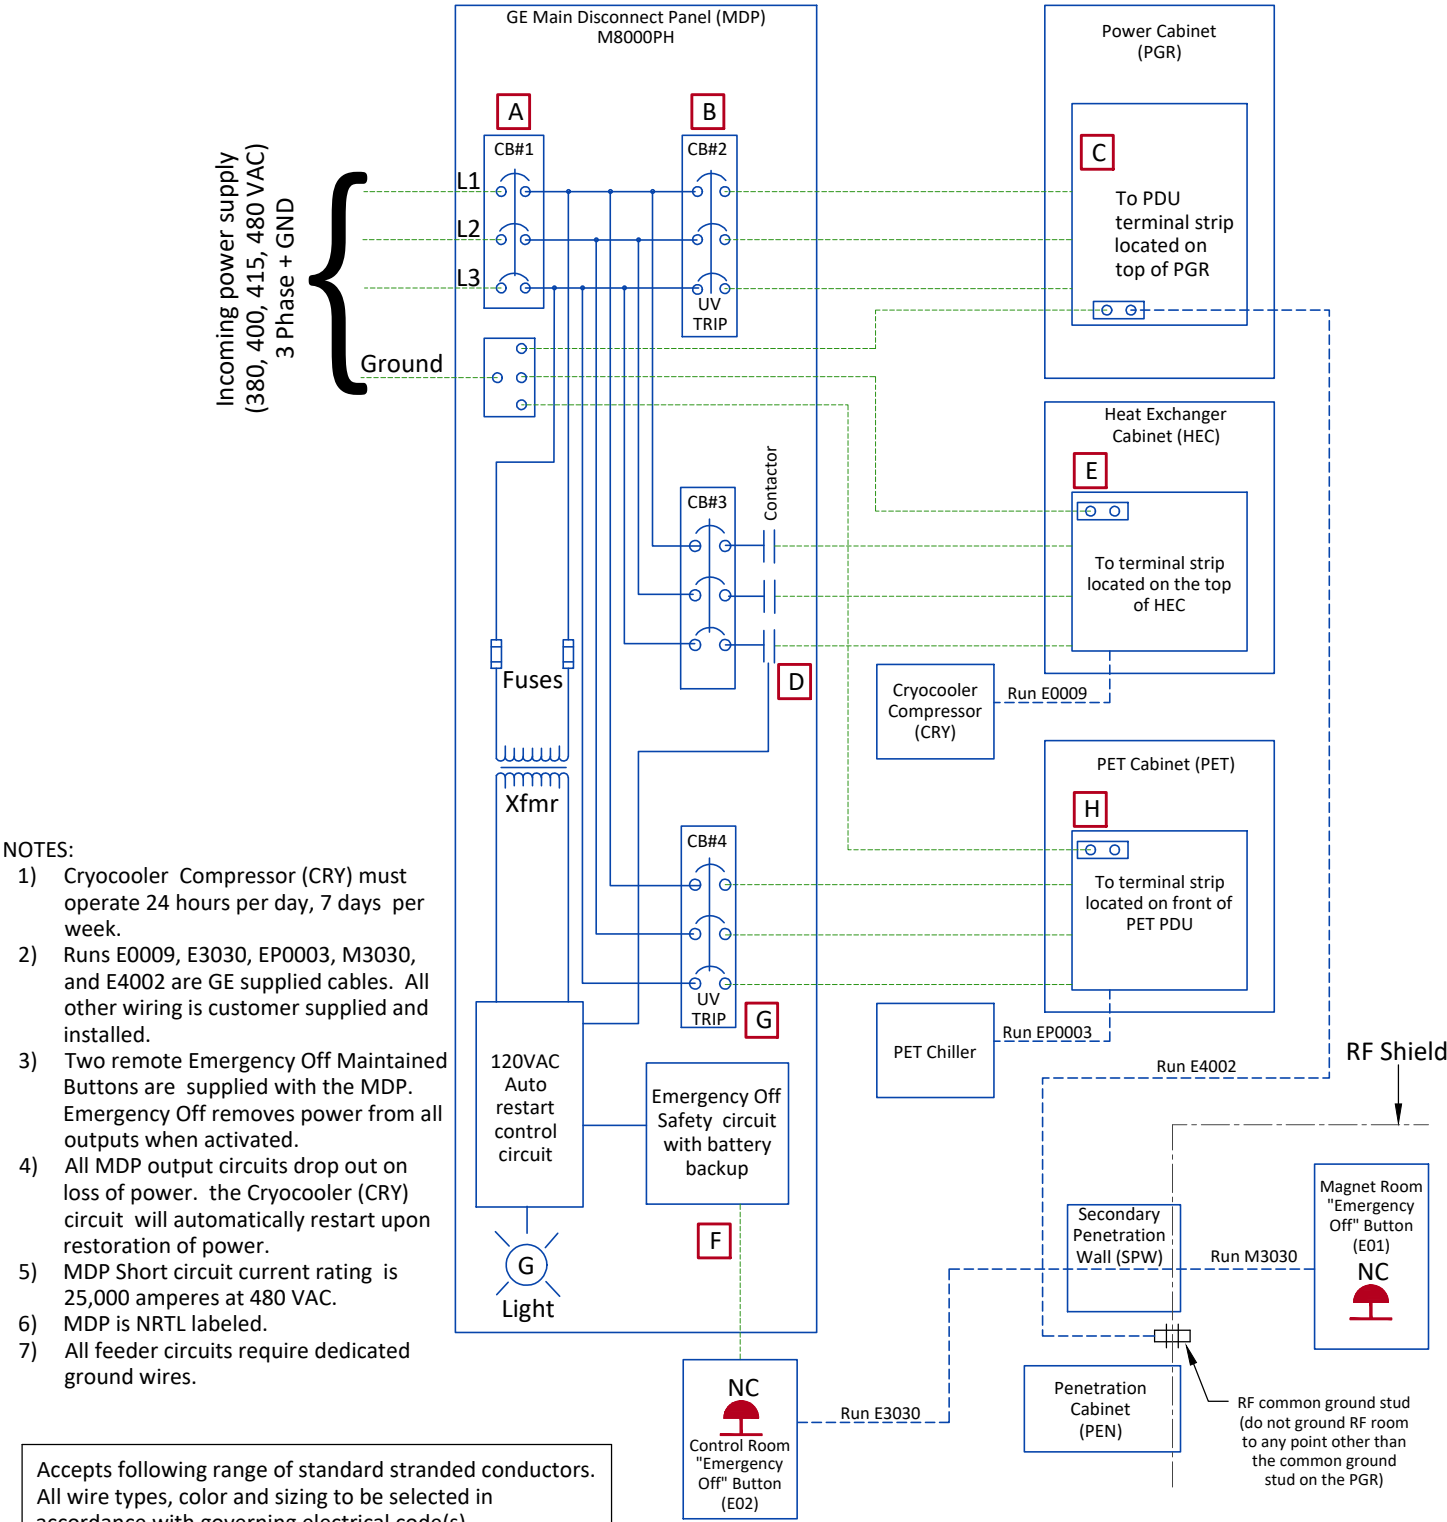 GE Main Disconnect Panel (MDP)
M8000PH
Power Cabinet
(PGR)
A
B
C
CB#1
CB#2
Incoming power supply
(380, 400, 415, 480 VAC)
3 Phase + GND
L1
L2
L3
Ground
UV
TRIP
To PDU
terminal strip
located on
top of PGR
Heat Exchanger
Cabinet (HEC)
E
CB#3
Contactor
To terminal strip
located on the top
of HEC
Fuses
D
Cryocooler
Compressor
(CRY)
Run E0009
Xfmr
PET Cabinet (PET)
H
CB#4
To terminal strip
located on front of
PET PDU
UV
TRIP
G
PET Chiller
Run EP0003
NOTES:
1) Cryocooler Compressor (CRY) must
operate 24 hours per day, 7 days per
week.
2) Runs E0009, E3030, EP0003, M3030,
and E4002 are GE supplied cables. All
other wiring is customer supplied and
installed.
3) Two remote Emergency Off Maintained
Buttons are supplied with the MDP.
Emergency Off removes power from all
outputs when activated.
4) All MDP output circuits drop out on
loss of power. the Cryocooler (CRY)
circuit will automatically restart upon
restoration of power.
5) MDP Short circuit current rating is
25,000 amperes at 480 VAC.
6) MDP is NRTL labeled.
7) All feeder circuits require dedicated
ground wires.
120VAC
Auto
restart
control
circuit
Emergency Off
Safety circuit
with battery
backup
Run E4002
RF Shield
F
G
Light
Secondary
Penetration
Wall (SPW)
Run M3030
Magnet Room
"Emergency
Off" Button
(E01)
NC
NC
Control Room
"Emergency
Off" Button
(E02)
Run E3030
Penetration
Cabinet
(PEN)
RF common ground stud
(do not ground RF room
to any point other than
the common ground
stud on the PGR)
Accepts following range of standard stranded conductors.
All wire types, color and sizing to be selected in
accordance with governing electrical code(s)